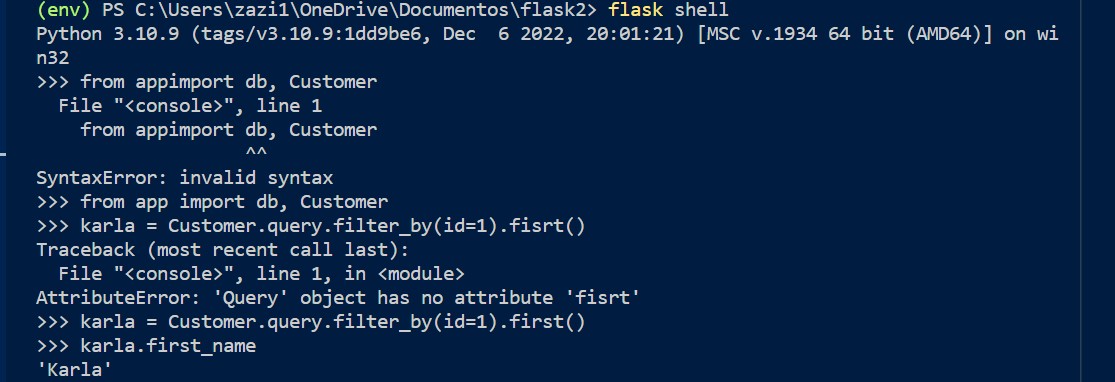 (env) PS C:\Users\zazi1\OneDrive\Documentos\flask2> flask shell
Python 3.10.9 (tags/v3.10.9:1dd9be6, Dec  6 2022, 20:01:21) [MSC v.1934 64 bit (AMD64)] on wi
n32
>>> from appimport db, Customer
  File "<console>", line 1
    from appimport db, Customer
                   ^^
SyntaxError: invalid syntax
>>> from app import db, Customer
>>> karla = Customer.query.filter_by(id=1).fisrt()
Traceback (most recent call last):
  File "<console>", line 1, in <module>
AttributeError: 'Query' object has no attribute 'fisrt'
>>> karla = Customer.query.filter_by(id=1).first()
>>> karla.first_name
'Karla'